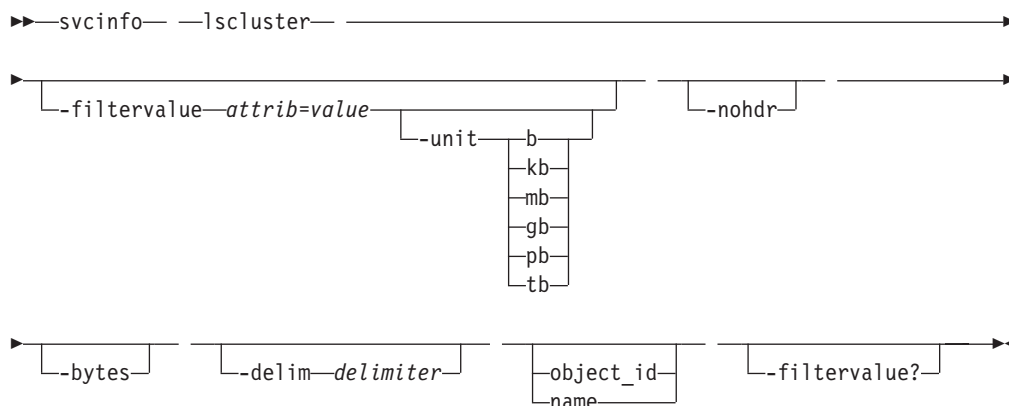 svcinfo lscluster
-filtervalue attrib=value -nohdr
-unit b
kb
mb
gb
pb
tb
-bytes -delim delimiter object_id -filtervalue?
name